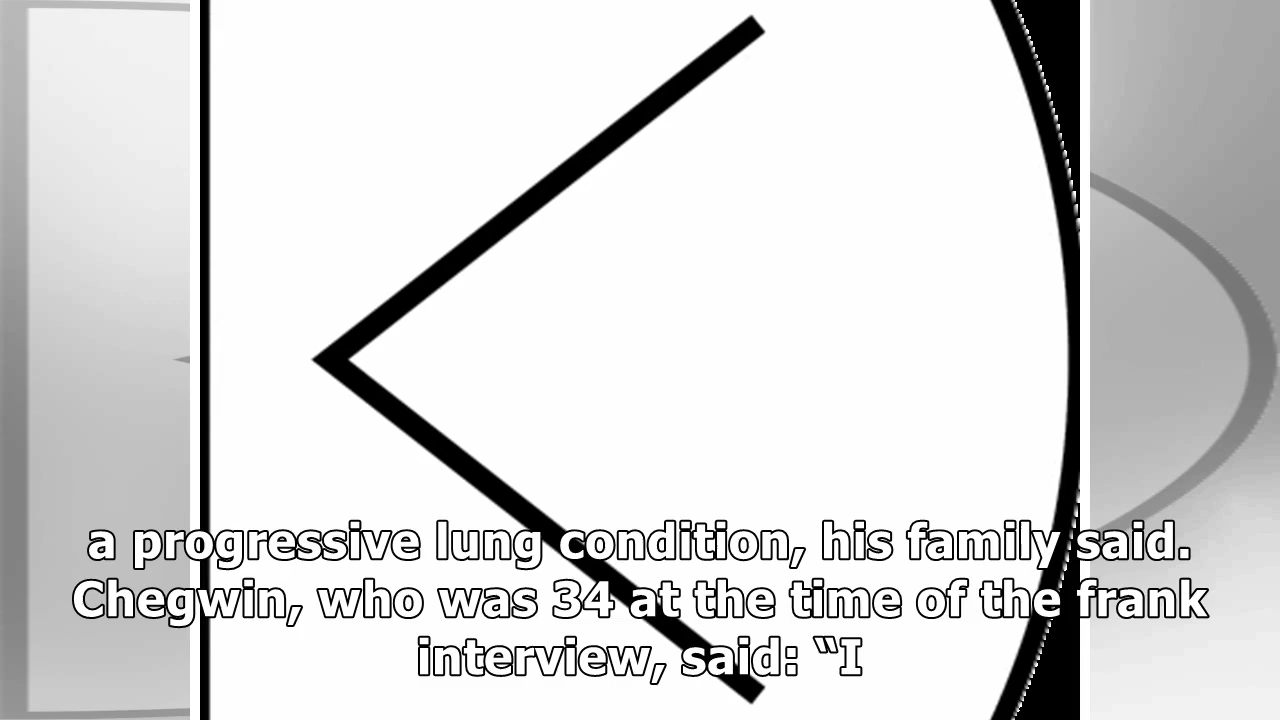 a progressive lung condition, his family said.
Chegwin, who was 34 at the time of the frank
interview, said: “I